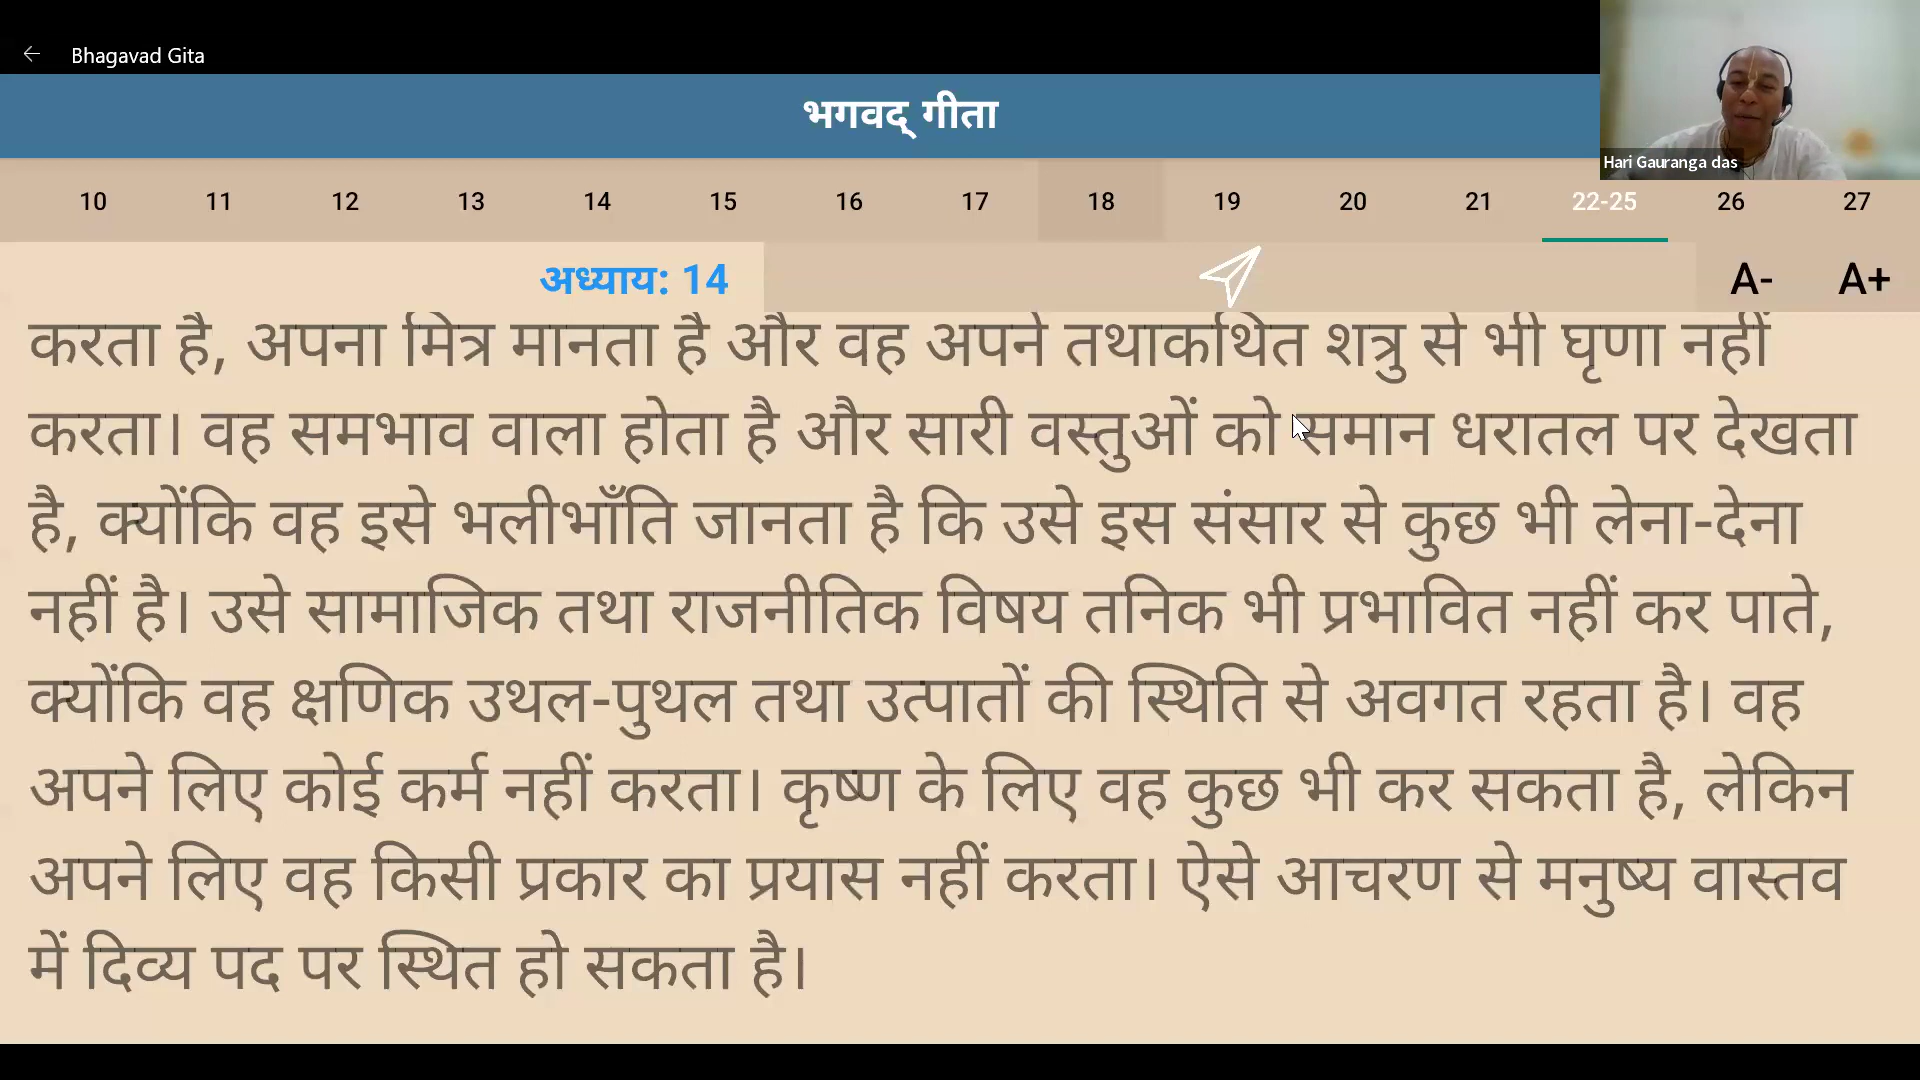 Bhagavad Gita
भगवद् गीता
Hari Gauranga das
10 11 12 13 14 15 16 17 18 19 20 21 22-25 26 27
अध्याय: 14 A- A+
करता है, अपना मित्र मानता है और वह अपने तथाकथित शत्रु से भी घृणा नहीं
करता। वह समभाव वाला होता है और सारी वस्तुओं को समान धरातल पर देखता
है, क्योंकि वह इसे भलीभाँति जानता है कि उसे इस संसार से कुछ भी लेना-देना
नहीं है। उसे सामाजिक तथा राजनीतिक विषय तनिक भी प्रभावित नहीं कर पाते,
क्योंकि वह क्षणिक उथल-पुथल तथा उत्पातों की स्थिति से अवगत रहता है। वह
अपने लिए कोई कर्म नहीं करता। कृष्ण के लिए वह कुछ भी कर सकता है, लेकिन
अपने लिए वह किसी प्रकार का प्रयास नहीं करता। ऐसे आचरण से मनुष्य वास्तव
में दिव्य पद पर स्थित हो सकता है।